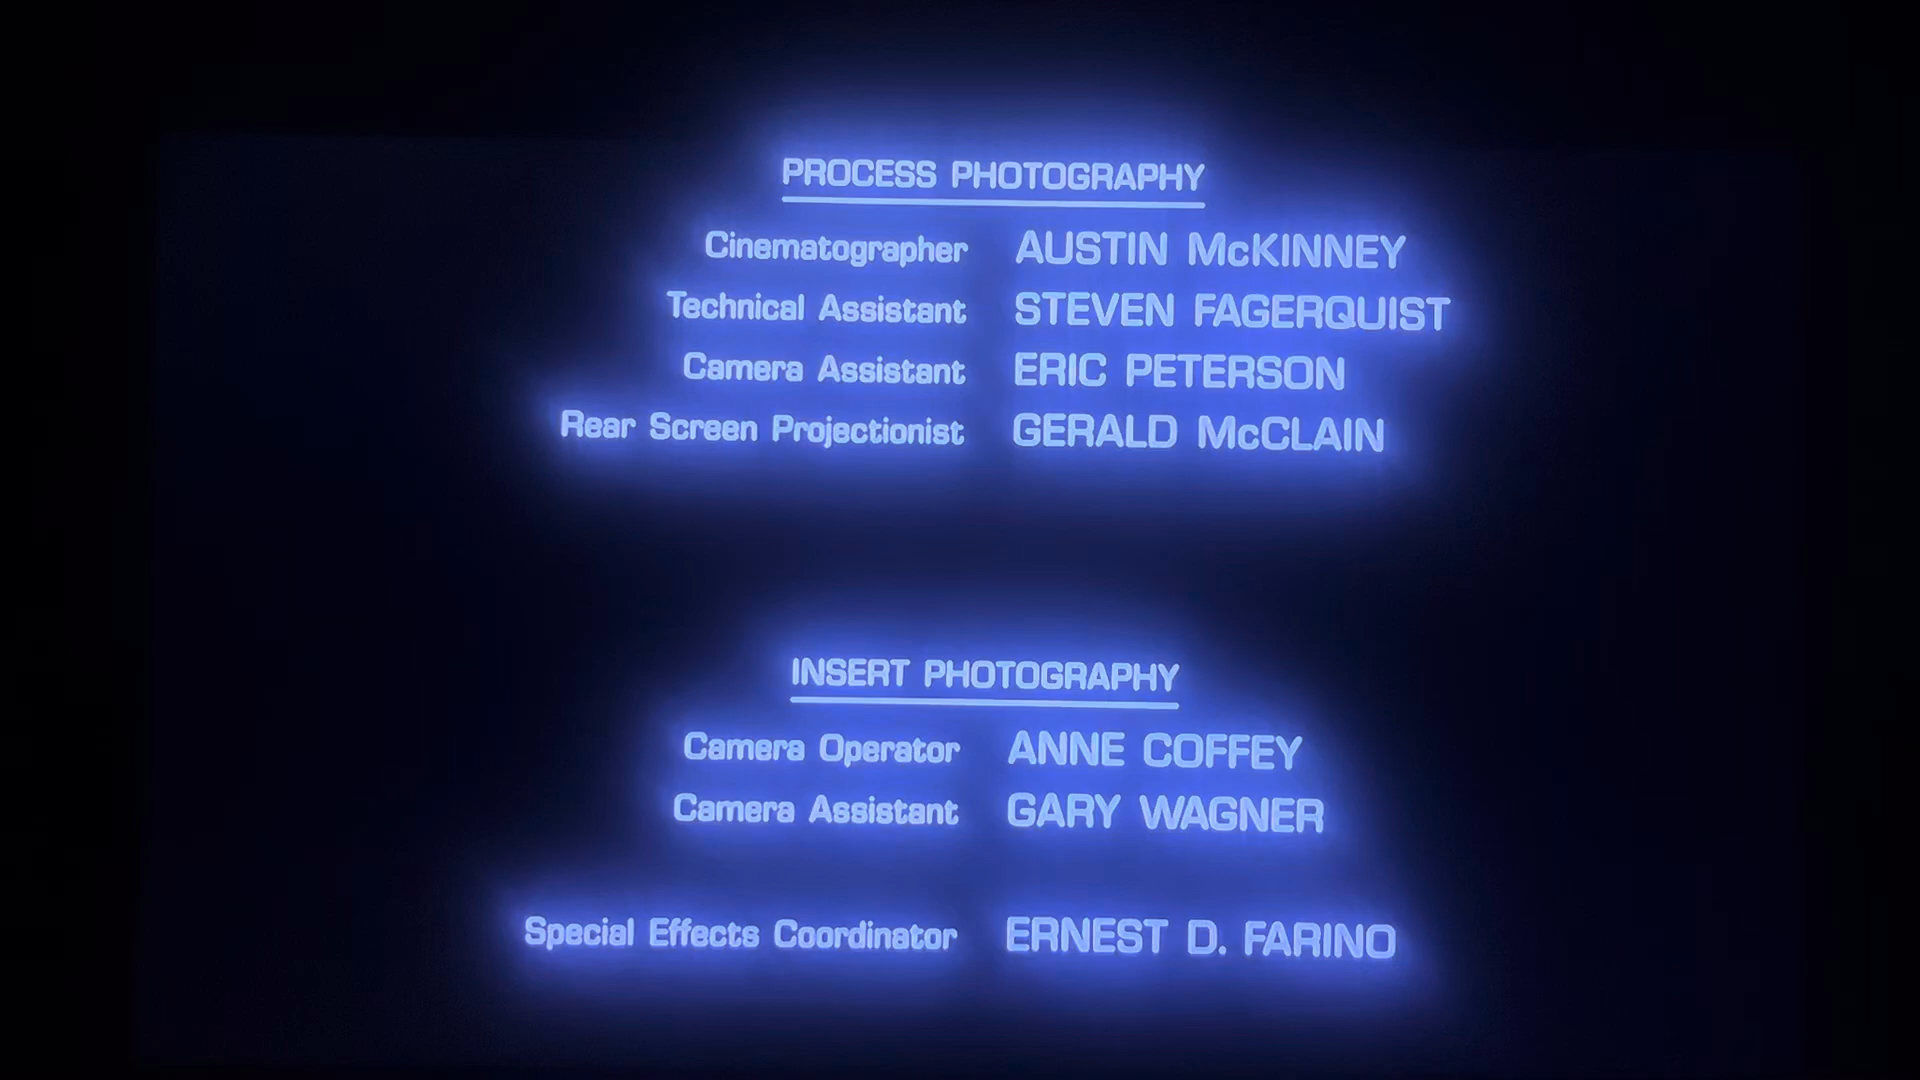 PROCESS PHOTOGRAPHY
Cinematographer AUSTIN McKINNEY
Technical Assistant STEVEN FAGERQUIST
Camera Assistant ERIC PETERSON
Rear Screen Projectionist GERALD McCLAIN
INSERT PHOTOGRAPHY
Camera Operator ANNE COFFEY
Camera Assistant GARY WAGNER
Special Effects Coordinator ERNEST D. FARINO